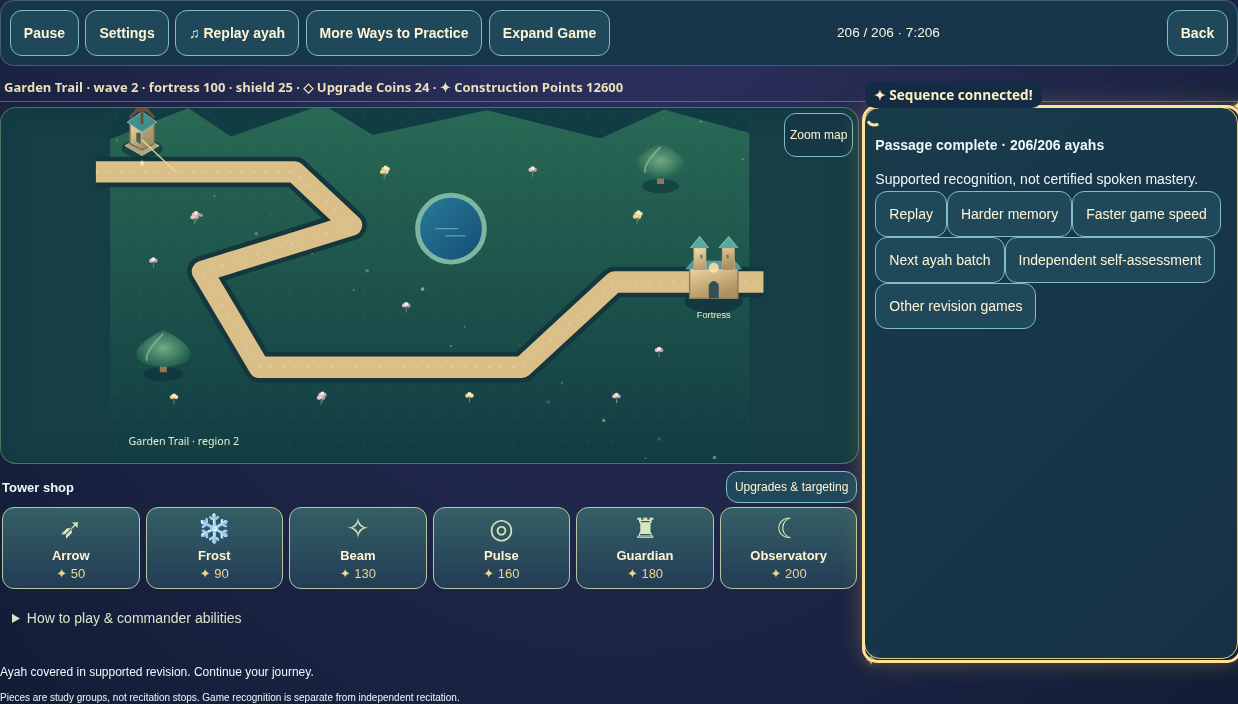 Pause Settings ♫ Replay ayah More Ways to Practice Expand Game 206 / 206 · 7:206 Back
Garden Trail · wave 2 · fortress 100 · shield 25 · ◇ Upgrade Coins 24 · ✦ Construction Points 12600
✦ Sequence connected!
Zoom map
Fortress
Garden Trail · region 2
Passage complete · 206/206 ayahs
Supported recognition, not certified spoken mastery.
Replay Harder memory Faster game speed
Next ayah batch Independent self-assessment
Other revision games
Tower shop Upgrades & targeting
Arrow Frost Beam Pulse Guardian Observatory
✦ 50 ✦ 90 ✦ 130 ✦ 160 ✦ 180 ✦ 200
▶ How to play & commander abilities
Ayah covered in supported revision. Continue your journey.
Pieces are study groups, not recitation stops. Game recognition is separate from independent recitation.